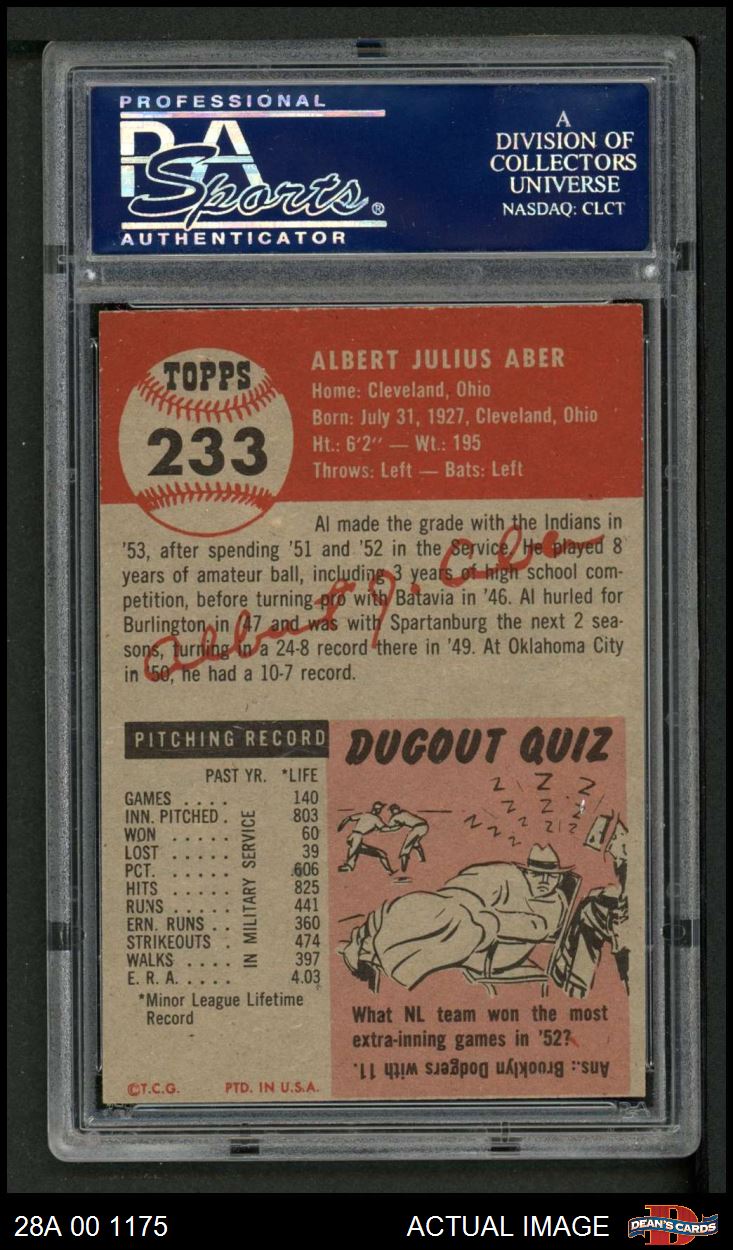 PROFESSIONAL
PSA
Sports®
AUTHENTICATOR
A
DIVISION OF
COLLECTORS
UNIVERSE
NASDAQ: CLCT
TOPPS
233
ALBERT JULIUS ABER
Home: Cleveland, Ohio
Born: July 31, 1927, Cleveland, Ohio
Ht.: 6'2" — Wt.: 195
Throws: Left — Bats: Left
Al made the grade with the Indians in
'53, after spending '51 and '52 in the Service. He played 8
years of amateur ball, including 3 years of high school com-
petition, before turning pro with Batavia in '46. Al hurled for
Burlington in '47 and was with Spartanburg the next 2 sea-
sons, turning in a 24-8 record there in '49. At Oklahoma City
in '50, he had a 10-7 record.
Albert J. Aber
PITCHING RECORD
PAST YR. *LIFE
GAMES . . . . 140
INN. PITCHED . 803
WON . . . . . . 60
LOST . . . . . 39
PCT. . . . . . .606
HITS . . . . . 825
RUNS . . . . . 441
ERN. RUNS . . 360
STRIKEOUTS . 474
WALKS . . . . 397
E. R. A. . . . . 4.03
IN MILITARY SERVICE
*Minor League Lifetime
Record
©T.C.G. PTD. IN U.S.A.
DUGOUT QUIZ
Z Z Z
Z Z Z Z
Z Z Z Z Z Z
What NL team won the most
extra-inning games in '52?
Ans.: Brooklyn Dodgers with 11.
28A 00 1175
ACTUAL IMAGE
D
DEAN'S CARDS